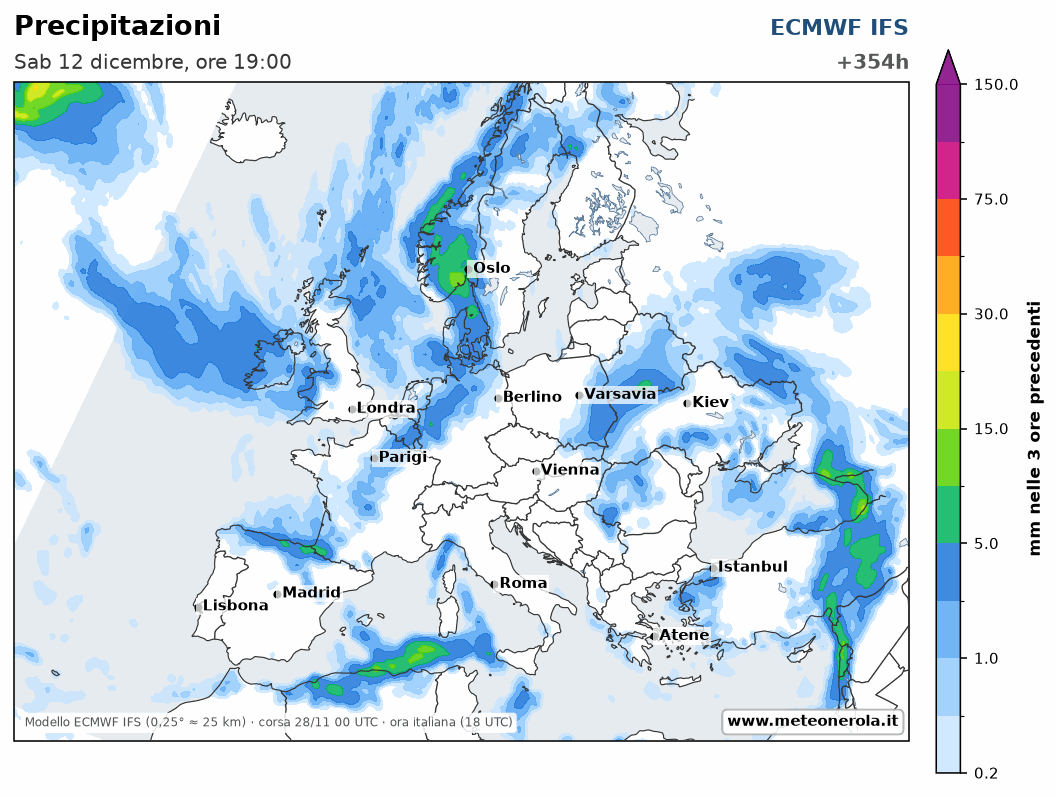 Precipitazioni
ECMWF IFS
Sab 12 dicembre, ore 19:00
+354h
150.0
75.0
30.0
15.0
5.0
1.0
0.2
mm nelle 3 ore precedenti
Oslo
Londra
Berlino
Varsavia
Kiev
Parigi
Vienna
Istanbul
Roma
Madrid
Lisbona
Atene
Modello ECMWF IFS (0,25° ≈ 25 km) · corsa 28/11 00 UTC · ora italiana (18 UTC)
www.meteonerola.it